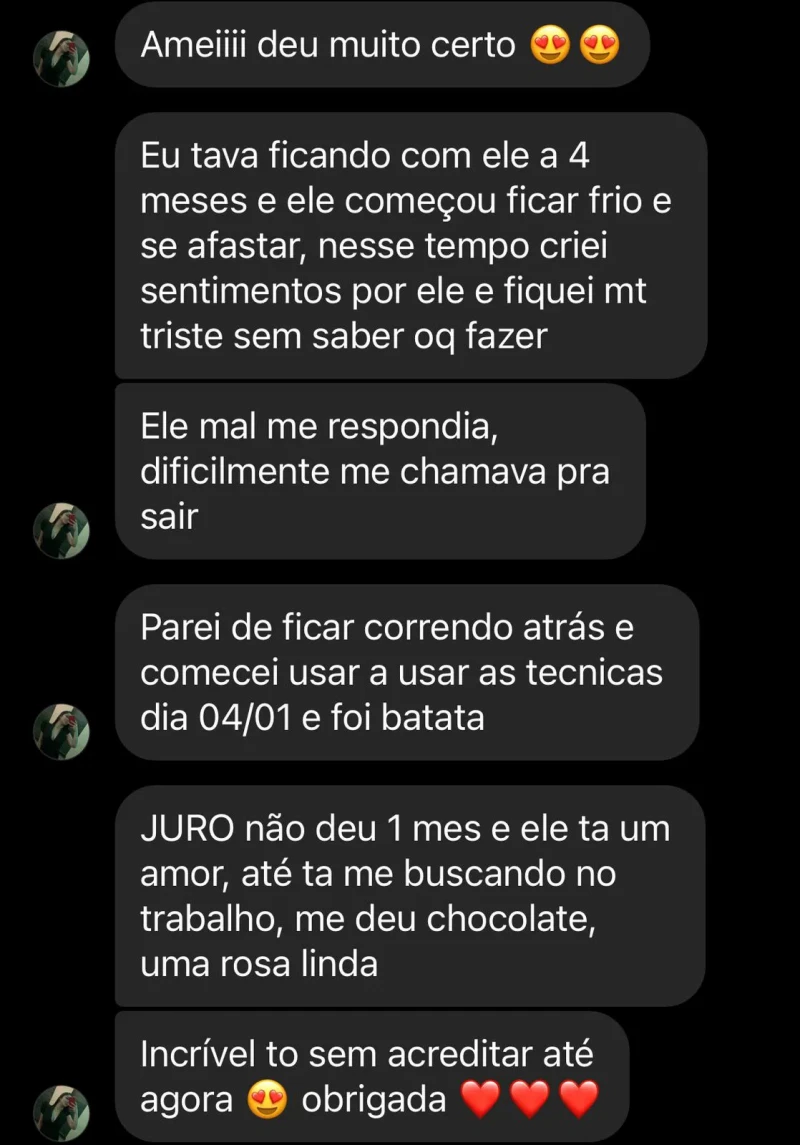 Ameiiii deu muito certo 😍😍
Eu tava ficando com ele a 4
meses e ele começou ficar frio e
se afastar, nesse tempo criei
sentimentos por ele e fiquei mt
triste sem saber oq fazer
Ele mal me respondia,
dificilmente me chamava pra
sair
Parei de ficar correndo atrás e
comecei usar a usar as tecnicas
dia 04/01 e foi batata
JURO não deu 1 mes e ele ta um
amor, até ta me buscando no
trabalho, me deu chocolate,
uma rosa linda
Incrível to sem acreditar até
agora 😍 obrigada ❤️❤️❤️